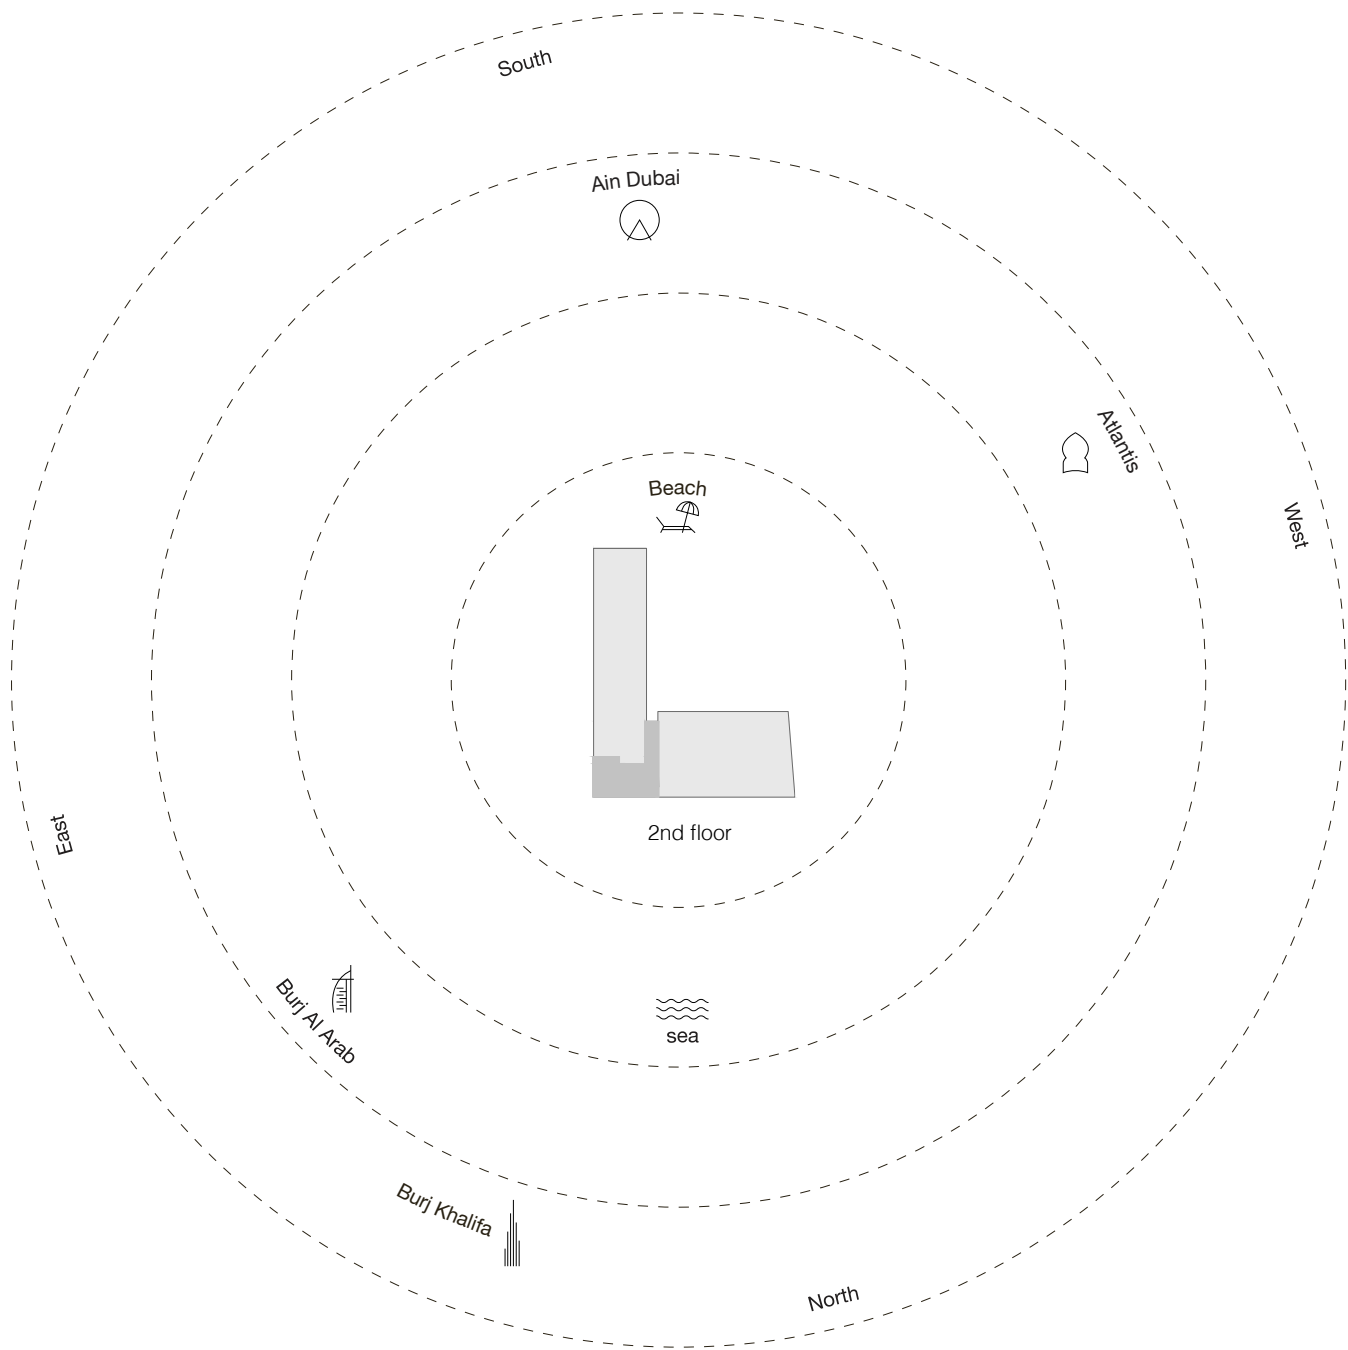 South
Ain Dubai
Atlantis
Beach
West
East
2nd floor
Burj Al Arab
sea
Burj Khalifa
North